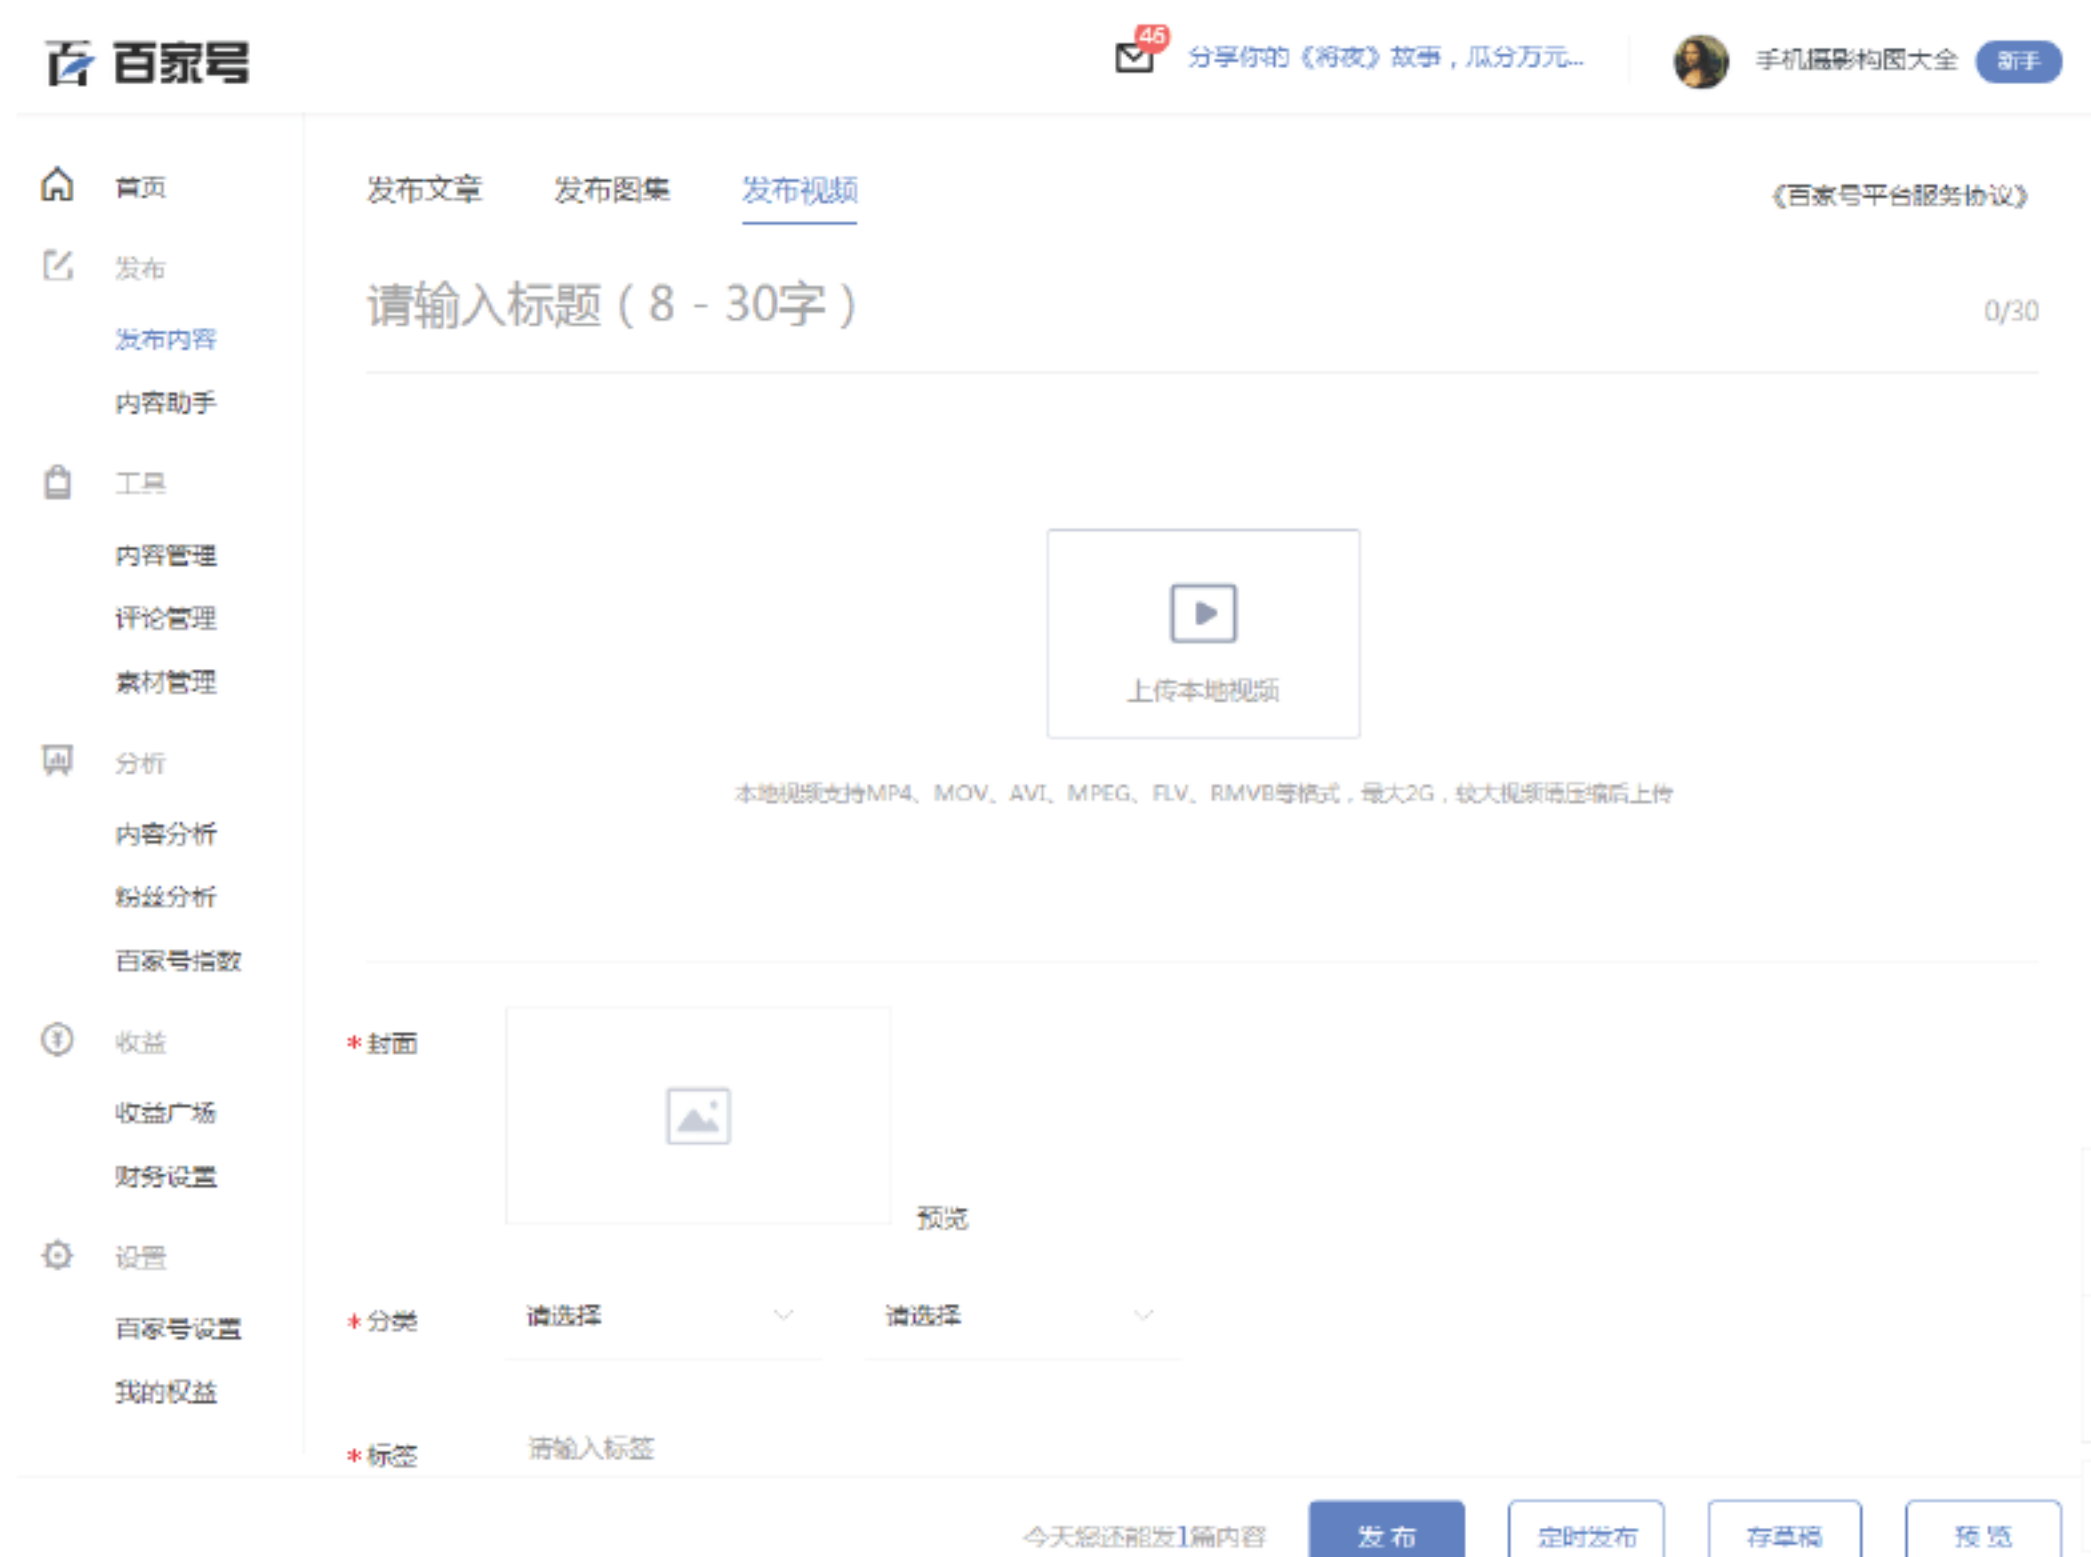 百家号
46
分享你的《将夜》故事，瓜分万元...
手机摄影构图大全
新手
首页
发布
发布内容
内容助手
工具
内容管理
评论管理
素材管理
分析
内容分析
粉丝分析
百家号指数
收益
收益广场
财务设置
设置
百家号设置
我的权益
发布文章 发布图集 发布视频
《百家号平台服务协议》
请输入标题（8 - 30字）
0/30
上传本地视频
本地视频支持MP4、MOV、AVI、MPEG、FLV、RMVB等格式，最大2G，较大视频请压缩后上传
*封面
预览
*分类 请选择 请选择
*标签 请输入标签
今天您还能发1篇内容 发布 定时发布 存草稿 预览